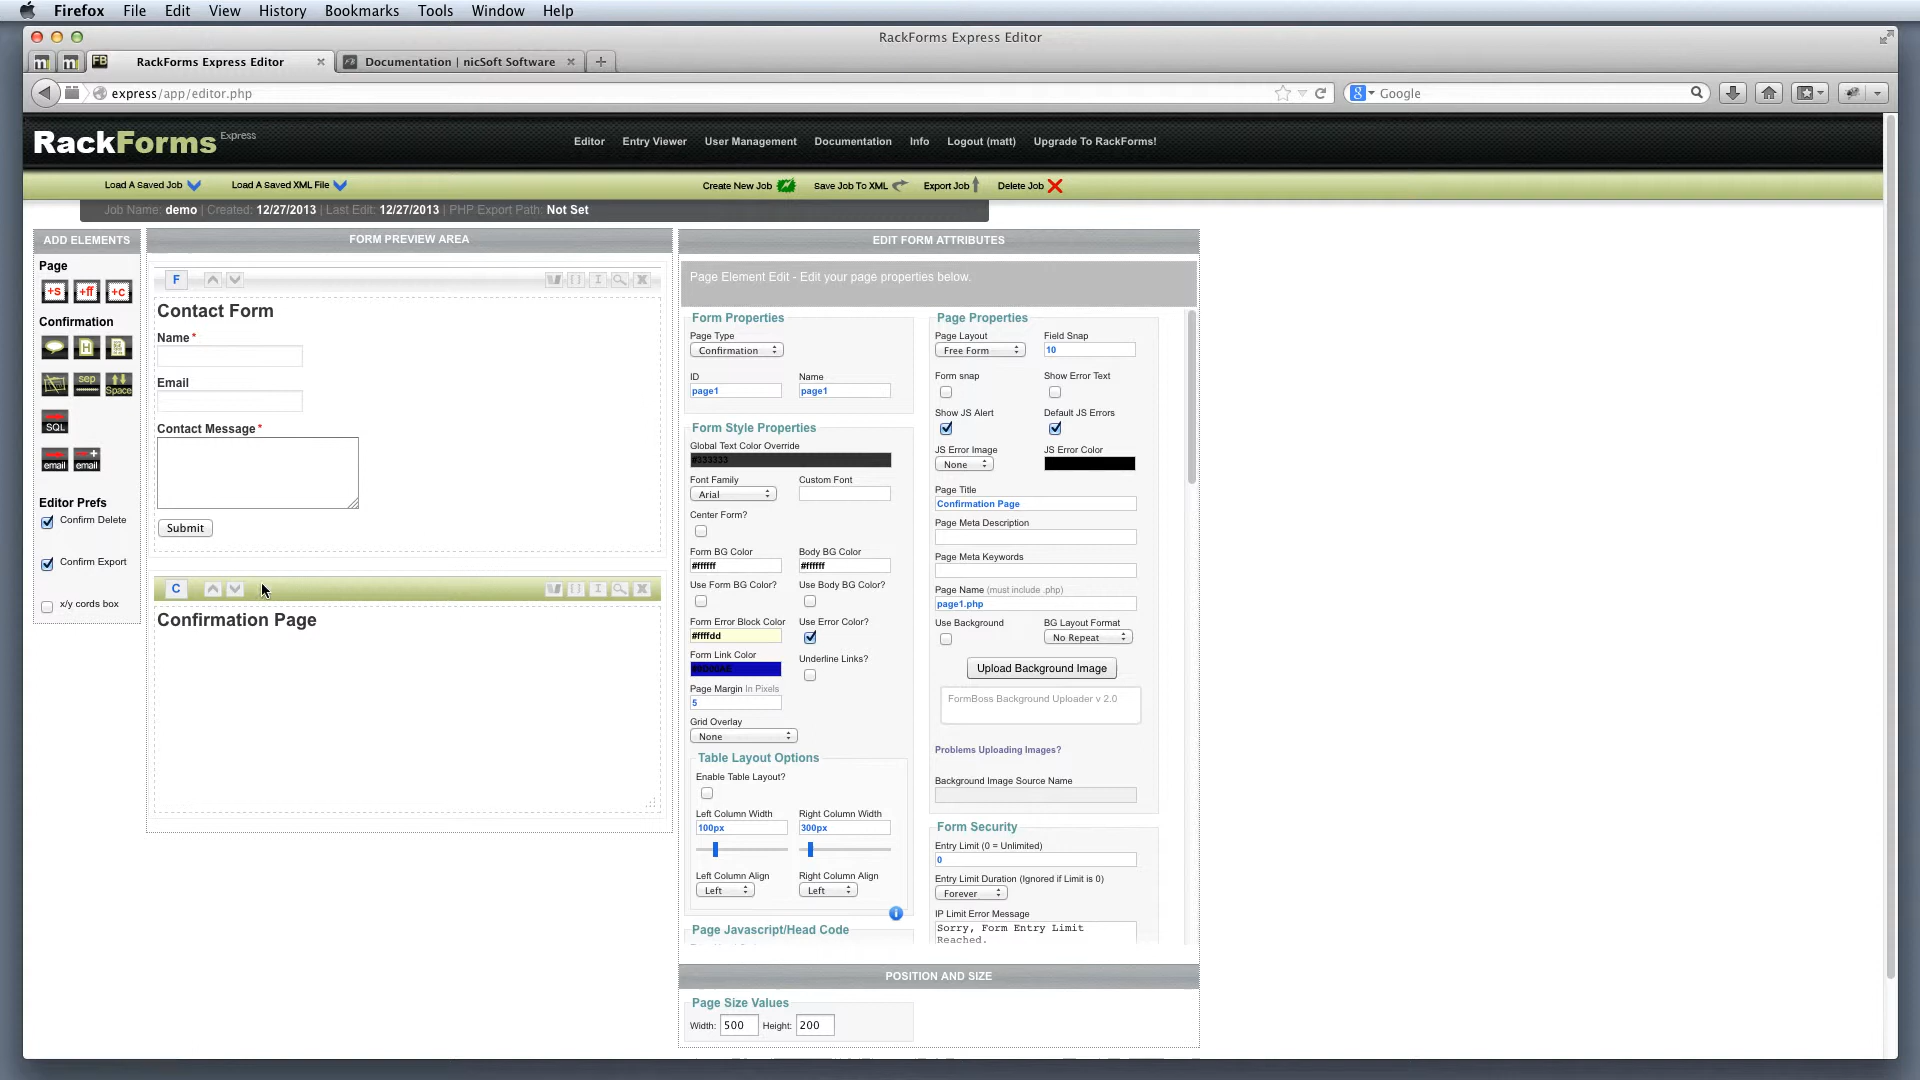 Firefox File Edit View History Bookmarks Tools Window Help
RackForms Express Editor
FB RackForms Express Editor Documentation | nicSoft Software
express/app/editor.php Google
RackForms Express Editor Entry Viewer User Management Documentation Info Logout (matt) Upgrade To RackForms!
Load A Saved Job Load A Saved XML File Create New Job Save Job To XML Export Job Delete Job
Job Name: demo | Created: 12/27/2013 | Last Edit: 12/27/2013 | PHP Export Path: Not Set
ADD ELEMENTS
Page
+s +ff +c
Confirmation
H
sep Space
SQL
email email
Editor Prefs
Confirm Delete
Confirm Export
x/y cords box
FORM PREVIEW AREA
F
Contact Form
Name *
Email
Contact Message *
Submit
C
Confirmation Page
EDIT FORM ATTRIBUTES
Page Element Edit - Edit your page properties below.
Form Properties
Page Type
Confirmation
ID Name
page1 page1
Form Style Properties
Global Text Color Override
#333333
Font Family Custom Font
Arial
Center Form?
Form BG Color Body BG Color
#ffffff #ffffff
Use Form BG Color? Use Body BG Color?
Form Error Block Color Use Error Color?
#ffffdd
Form Link Color Underline Links?
Page Margin In Pixels
5
Grid Overlay
None
Table Layout Options
Enable Table Layout?
Left Column Width Right Column Width
100px 300px
Left Column Align Right Column Align
Left Left
Page Javascript/Head Code
Page Properties
Page Layout Field Snap
Free Form 10
Form snap Show Error Text
Show JS Alert Default JS Errors
JS Error Image JS Error Color
None
Page Title
Confirmation Page
Page Meta Description
Page Meta Keywords
Page Name (must include .php)
page1.php
Use Background BG Layout Format
No Repeat
Upload Background Image
FormBoss Background Uploader v 2.0
Problems Uploading Images?
Background Image Source Name
Form Security
Entry Limit (0 = Unlimited)
0
Entry Limit Duration (Ignored if Limit is 0)
Forever
IP Limit Error Message
Sorry, Form Entry Limit
Reached.
POSITION AND SIZE
Page Size Values
Width: 500 Height: 200